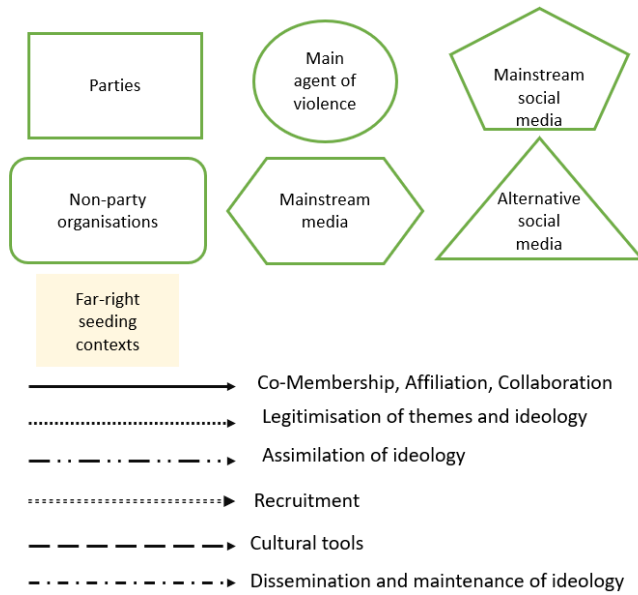 Parties
Main
agent of
violence
Mainstream
social
media
Non-party
organisations
Mainstream
media
Alternative
social
media
Far-right
seeding
contexts
Co-Membership, Affiliation, Collaboration
Legitimisation of themes and ideology
Assimilation of ideology
Recruitment
Cultural tools
Dissemination and maintenance of ideology